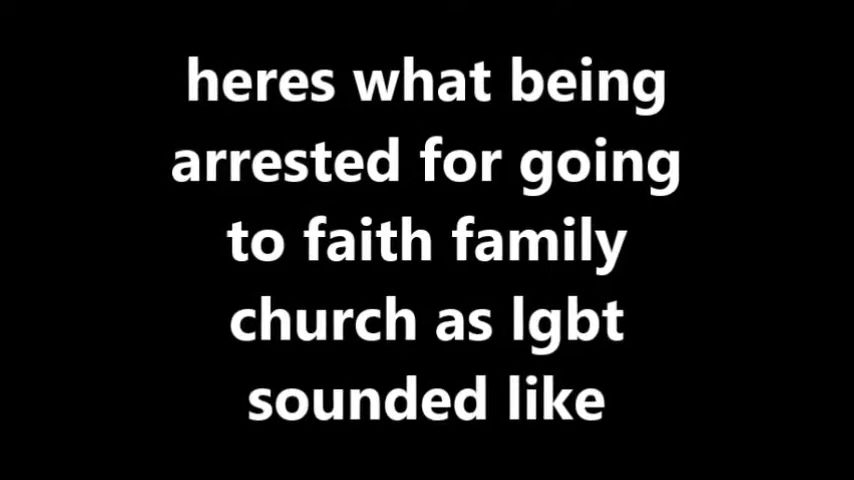 heres what being
arrested for going
to faith family
church as lgbt
sounded like